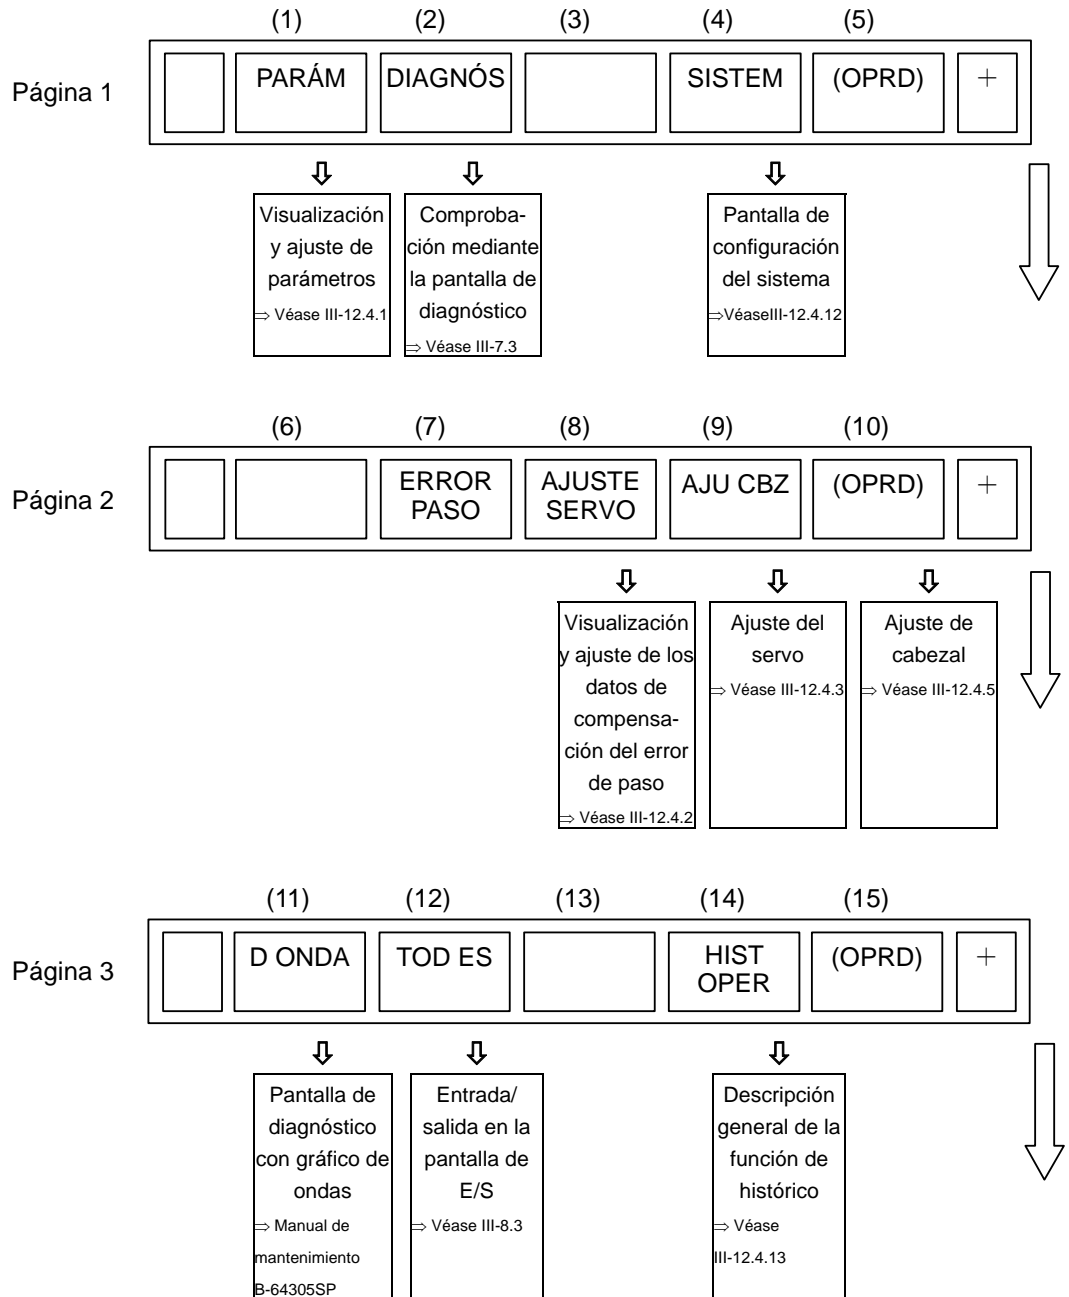 (1) (2) (3) (4) (5)
Página 1
PARÁM DIAGNÓS SISTEM (OPRD) +
Visualización
y ajuste de
parámetros
⇒ Véase III-12.4.1
Comproba-
ción mediante
la pantalla de
diagnóstico
⇒ Véase III-7.3
Pantalla de
configuración
del sistema
⇒VéaseIII-12.4.12
(6) (7) (8) (9) (10)
Página 2
ERROR
PASO
AJUSTE
SERVO
AJU CBZ (OPRD) +
Visualización
y ajuste de los
datos de
compensa-
ción del error
de paso
⇒ Véase III-12.4.2
Ajuste del
servo
⇒ Véase III-12.4.3
Ajuste de
cabezal
⇒ Véase III-12.4.5
(11) (12) (13) (14) (15)
Página 3
D ONDA TOD ES
HIST
OPER
(OPRD) +
Pantalla de
diagnóstico
con gráfico de
ondas
⇒ Manual de
mantenimiento
B-64305SP
Entrada/
salida en la
pantalla de
E/S
⇒ Véase III-8.3
Descripción
general de la
función de
histórico
⇒ Véase
III-12.4.13